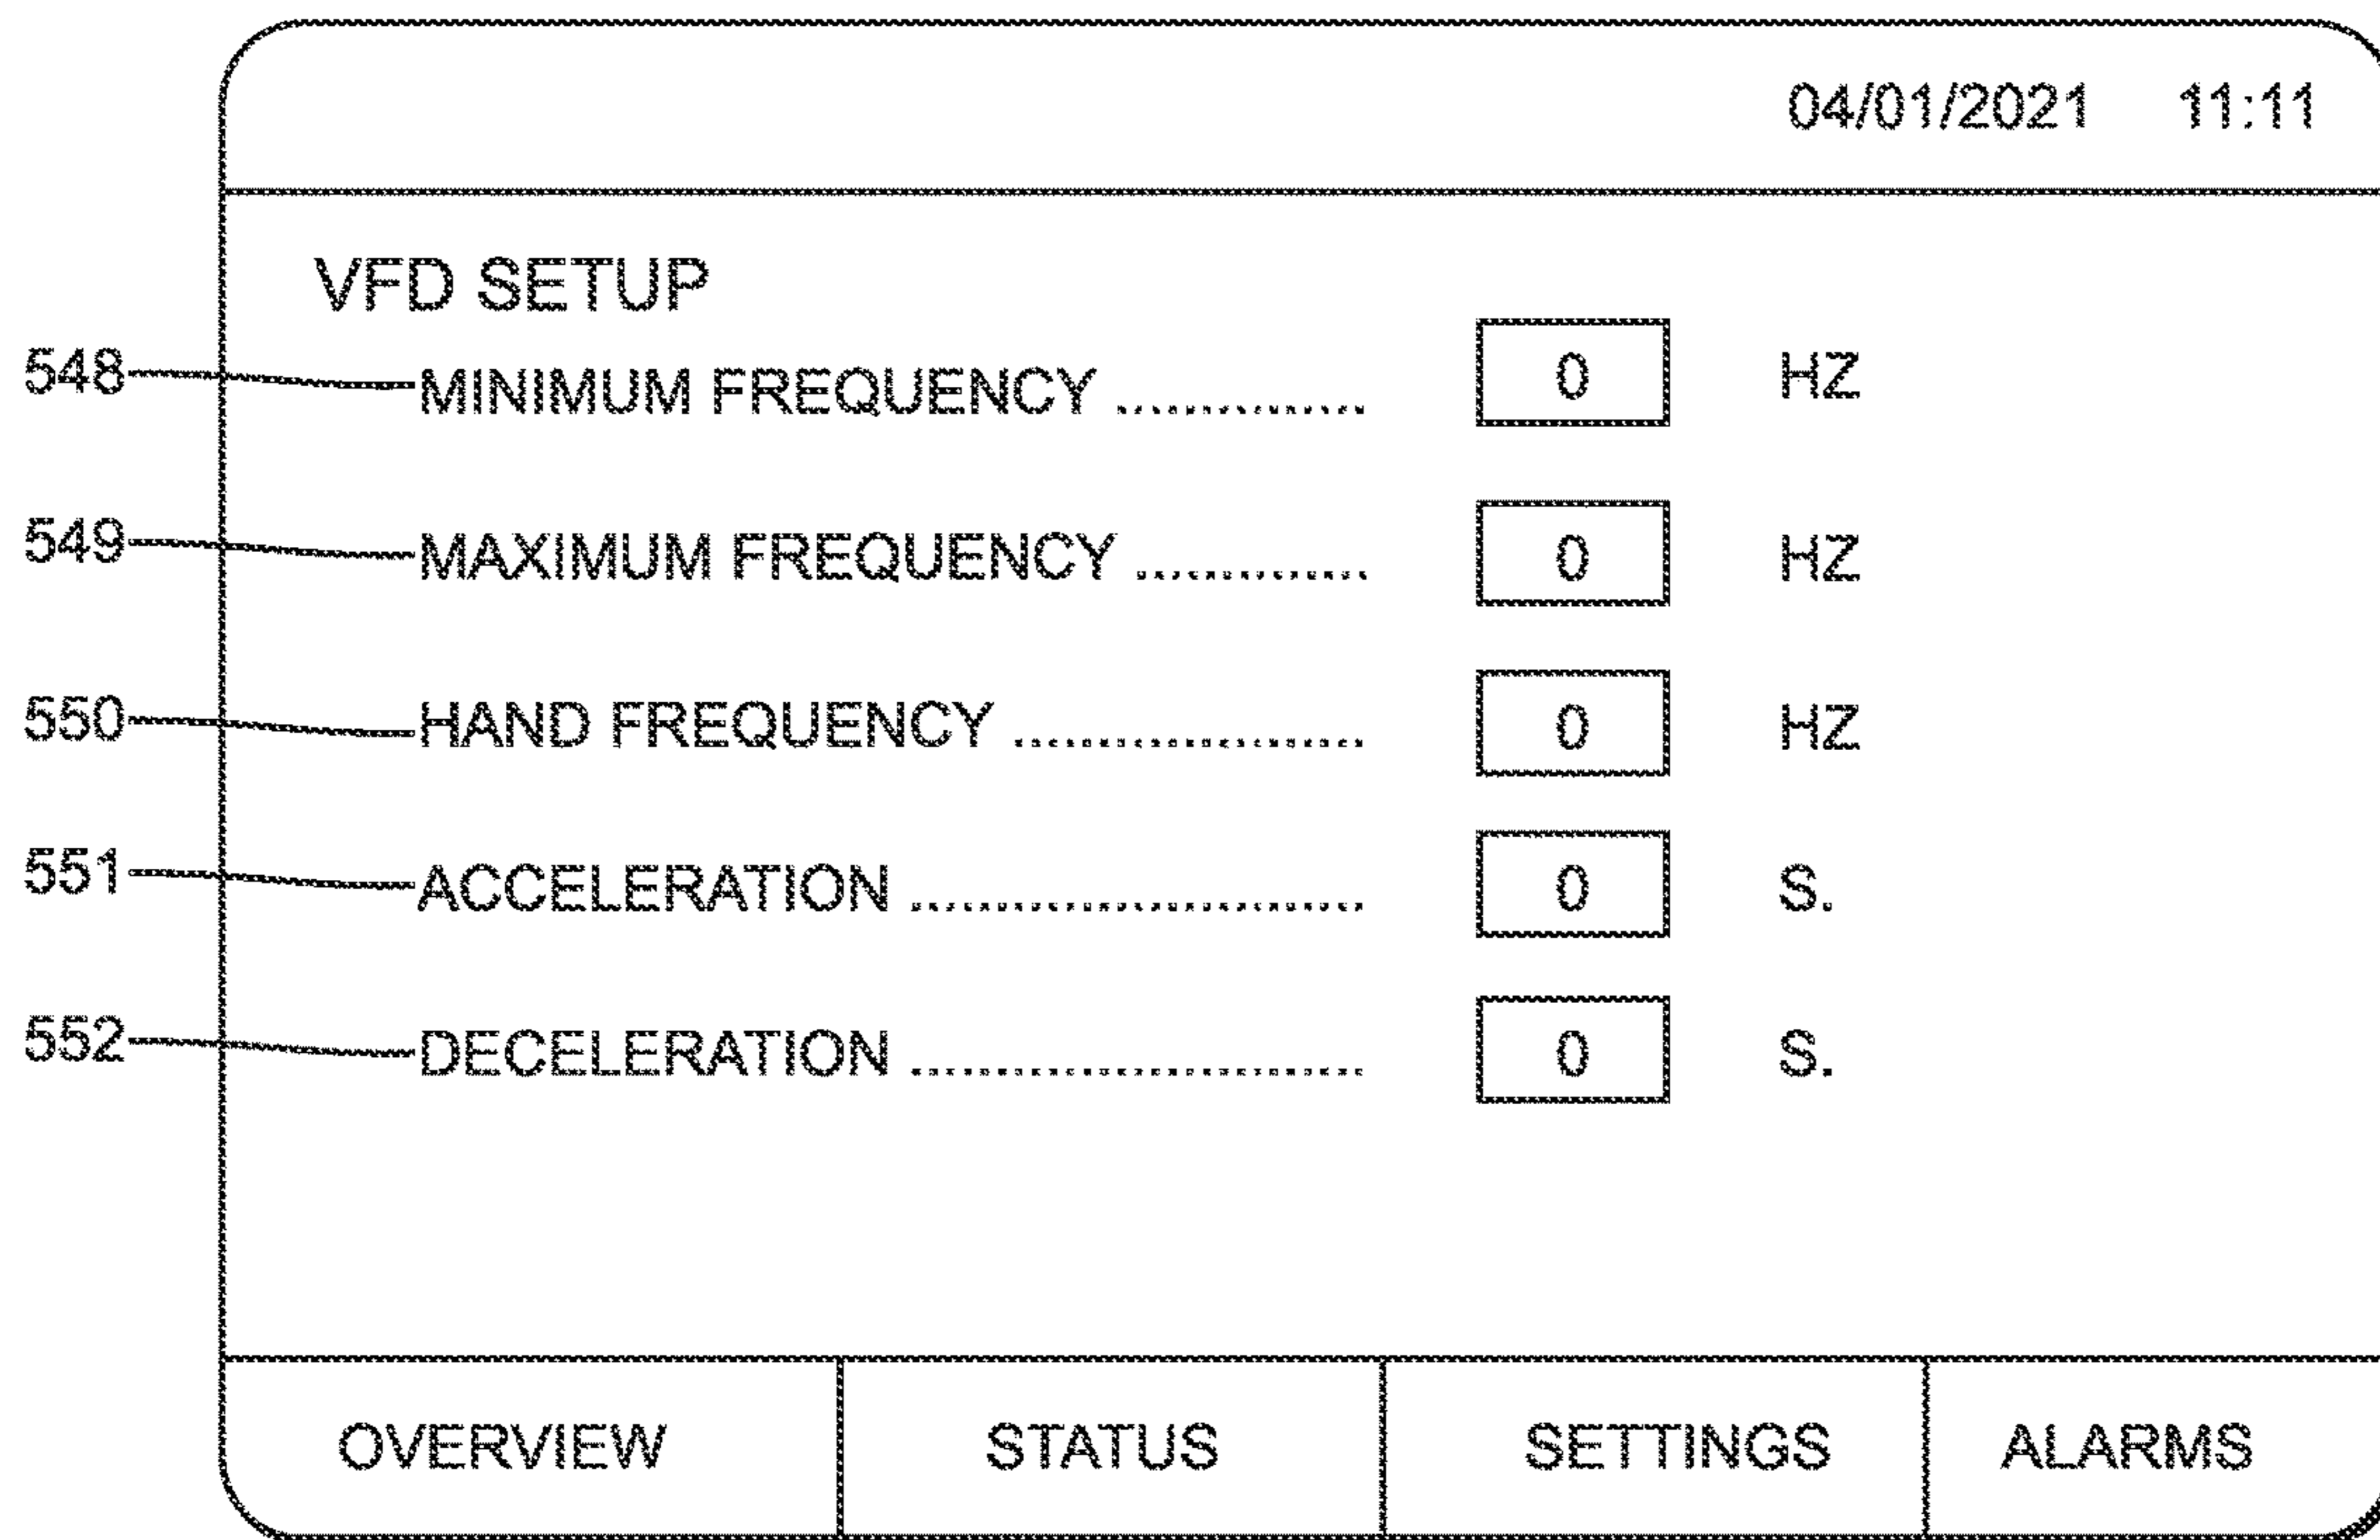 04/01/2021 11:11
VFD SETUP
548 MINIMUM FREQUENCY .............. 0 HZ
549 MAXIMUM FREQUENCY .............. 0 HZ
550 HAND FREQUENCY ..................... 0 HZ
551 ACCELERATION ........................... 0 S.
552 DECELERATION ........................... 0 S.
OVERVIEW STATUS SETTINGS ALARMS